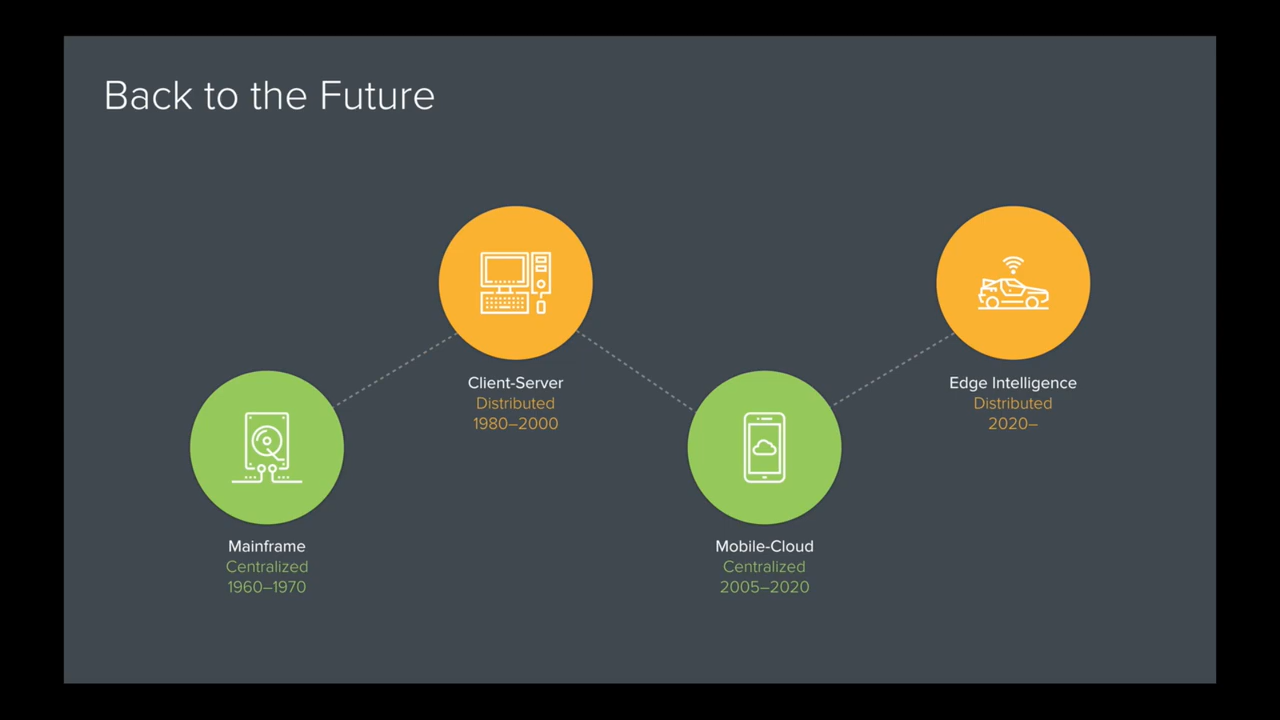 Back to the Future
Mainframe
Centralized
1960–1970
Client-Server
Distributed
1980–2000
Mobile-Cloud
Centralized
2005–2020
Edge Intelligence
Distributed
2020–